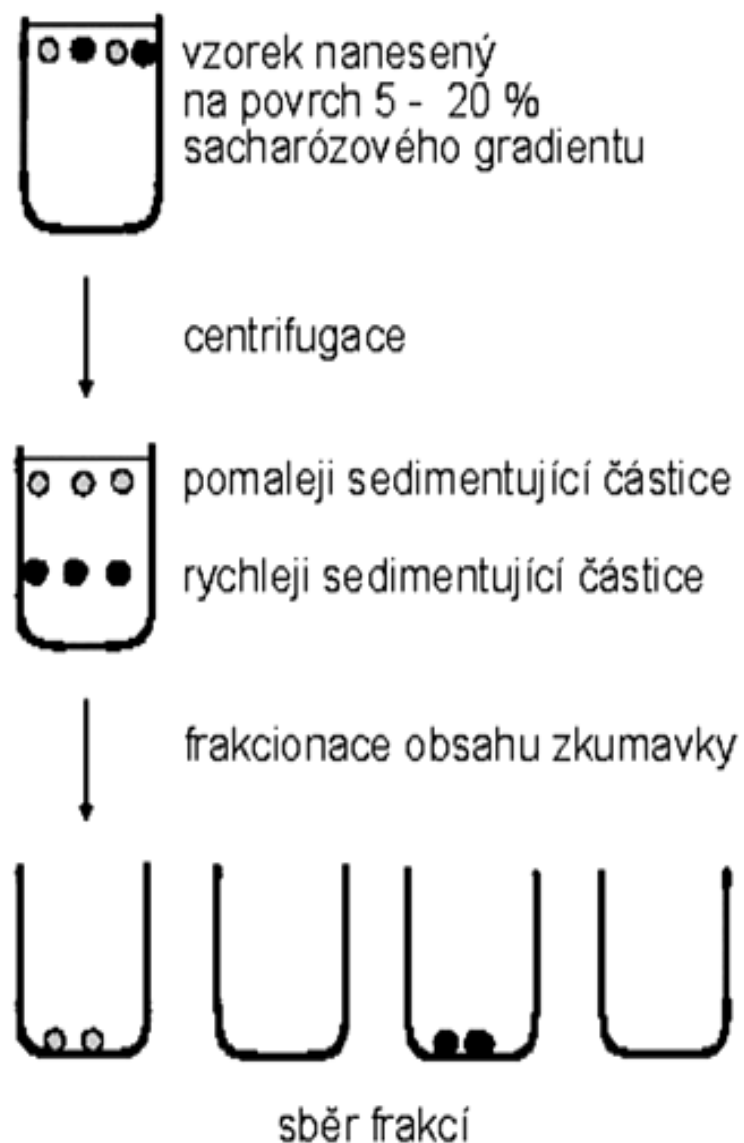 vzorek nanesený
na povrch 5 - 20 %
sacharózového gradientu
centrifugace
pomaleji sedimentující částice
rychleji sedimentující částice
frakcionace obsahu zkumavky
sběr frakcí